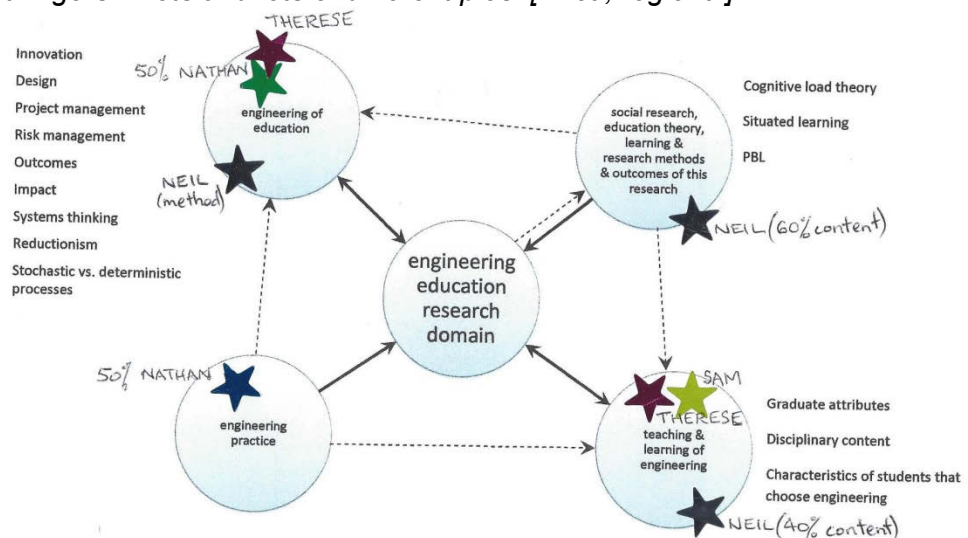 THERESE
50% NATHAN
engineering of
education
NEIL
(method)
Innovation
Design
Project management
Risk management
Outcomes
Impact
Systems thinking
Reductionism
Stochastic vs. deterministic
processes
social research,
education theory,
learning &
research methods
& outcomes of this
research
NEIL (60% content)
Cognitive load theory
Situated learning
PBL
engineering
education
research
domain
50% NATHAN
engineering
practice
SAM
THERESE
teaching &
learning of
engineering
NEIL (40% content)
Graduate attributes
Disciplinary content
Characteristics of students that
choose engineering